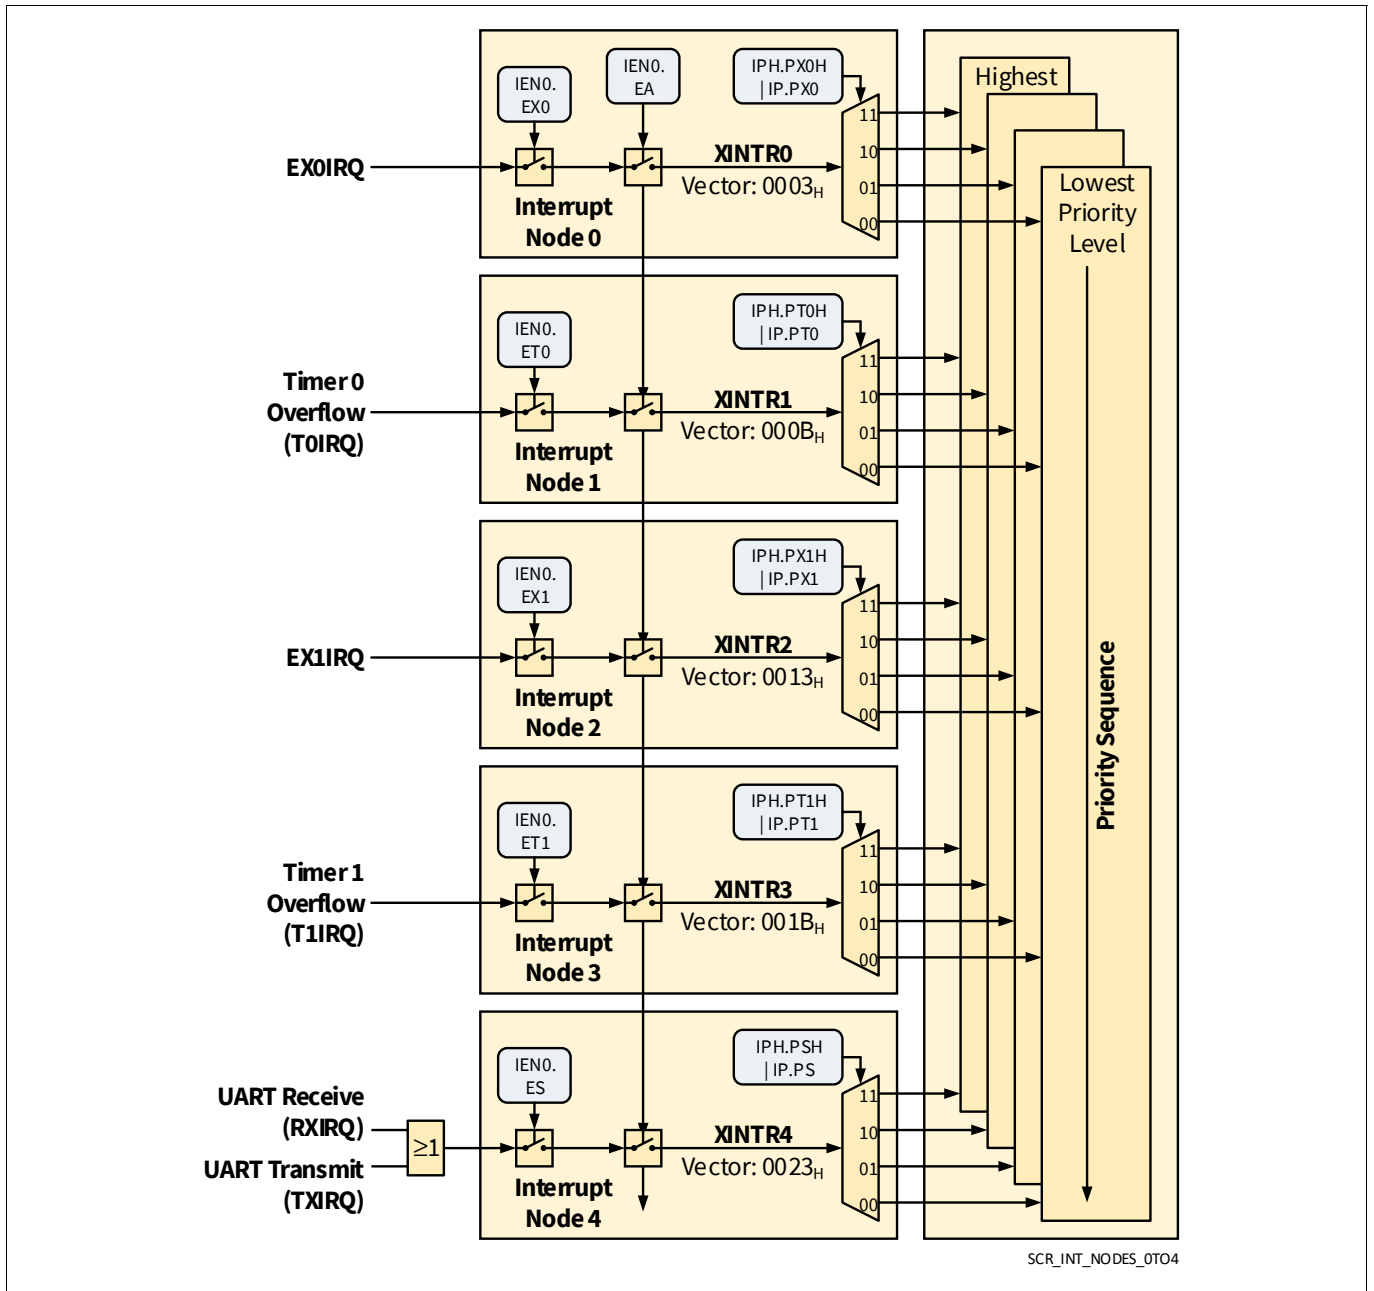 IEN0.
EX0
IEN0.
EA
IPH.PX0H
| IP.PX0
11
10
01
00
EX0IRQ
XINTR0
Vector: 0003H
Interrupt
Node 0
Highest
Lowest
Priority
Level
Priority Sequence
IEN0.
ET0
IPH.PT0H
| IP.PT0
11
10
01
00
Timer 0
Overflow
(T0IRQ)
XINTR1
Vector: 000BH
Interrupt
Node 1
IEN0.
EX1
IPH.PX1H
| IP.PX1
11
10
01
00
EX1IRQ
XINTR2
Vector: 0013H
Interrupt
Node 2
IEN0.
ET1
IPH.PT1H
| IP.PT1
11
10
01
00
Timer 1
Overflow
(T1IRQ)
XINTR3
Vector: 001BH
Interrupt
Node 3
IEN0.
ES
IPH.PSH
| IP.PS
11
10
01
00
UART Receive
(RXIRQ)
≥1
UART Transmit
(TXIRQ)
XINTR4
Vector: 0023H
Interrupt
Node 4
SCR_INT_NODES_0TO4